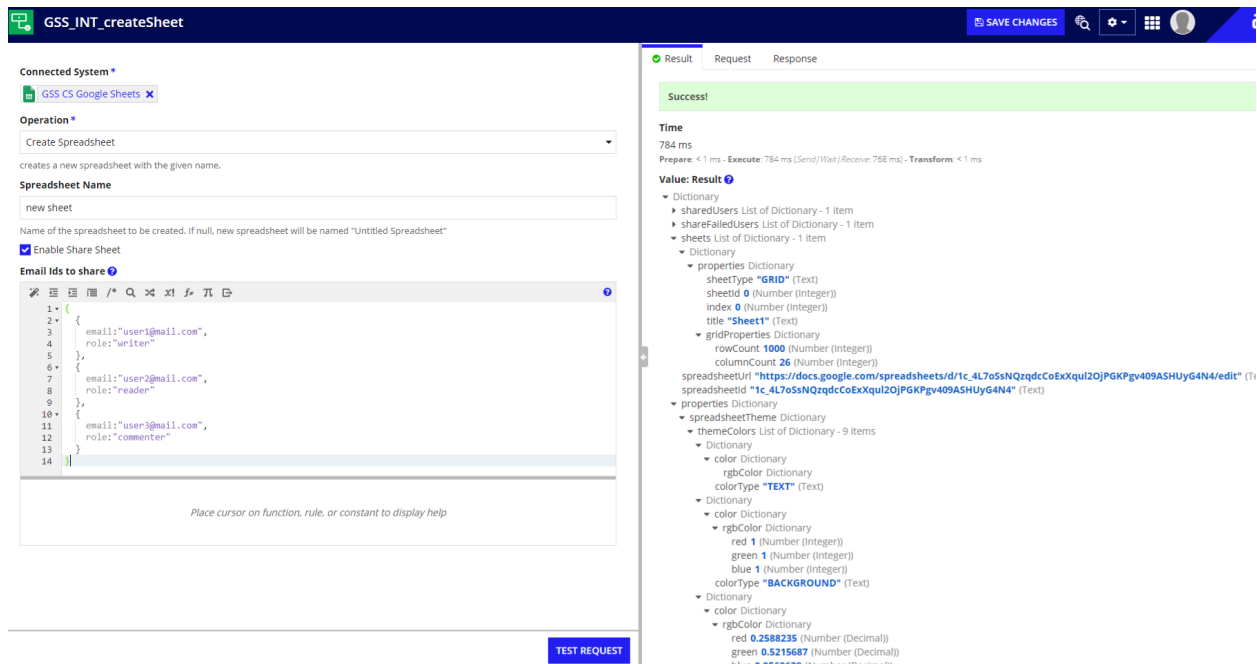 GSS_INT_createSheet
SAVE CHANGES
Connected System *
GSS CS Google Sheets
Operation *
Create Spreadsheet
creates a new spreadsheet with the given name.
Spreadsheet Name
new sheet
Name of the spreadsheet to be created. If null, new spreadsheet will be named "Untitled Spreadsheet"
Enable Share Sheet
Email Ids to share
1 {
2 {
3 email:"user1@mail.com",
4 role:"writer"
5 },
6 {
7 email:"user2@mail.com",
8 role:"reader"
9 },
10 {
11 email:"user3@mail.com",
12 role:"commenter"
13 }
14 }
Place cursor on function, rule, or constant to display help
TEST REQUEST
Result Request Response
Success!
Time
784 ms
Prepare: < 1 ms - Execute: 784 ms (Send/Wait/Receive: 768 ms) - Transform: < 1 ms
Value: Result
Dictionary
sharedUsers List of Dictionary - 1 item
shareFailedUsers List of Dictionary - 1 item
sheets List of Dictionary - 1 item
Dictionary
properties Dictionary
sheetType "GRID" (Text)
sheetId 0 (Number (Integer))
index 0 (Number (Integer))
title "Sheet1" (Text)
gridProperties Dictionary
rowCount 1000 (Number (Integer))
columnCount 26 (Number (Integer))
spreadsheetUrl "https://docs.google.com/spreadsheets/d/1c_4L7oSsNQzqdcCoExXqul2OjPGKPgv409ASHUyG4N4/edit" (Te
spreadsheetId "1c_4L7oSsNQzqdcCoExXqul2OjPGKPgv409ASHUyG4N4" (Text)
properties Dictionary
spreadsheetTheme Dictionary
themeColors List of Dictionary - 9 items
Dictionary
color Dictionary
rgbColor Dictionary
colorType "TEXT" (Text)
Dictionary
color Dictionary
rgbColor Dictionary
red 1 (Number (Integer))
green 1 (Number (Integer))
blue 1 (Number (Integer))
colorType "BACKGROUND" (Text)
Dictionary
color Dictionary
rgbColor Dictionary
red 0.2588235 (Number (Decimal))
green 0.5215687 (Number (Decimal))